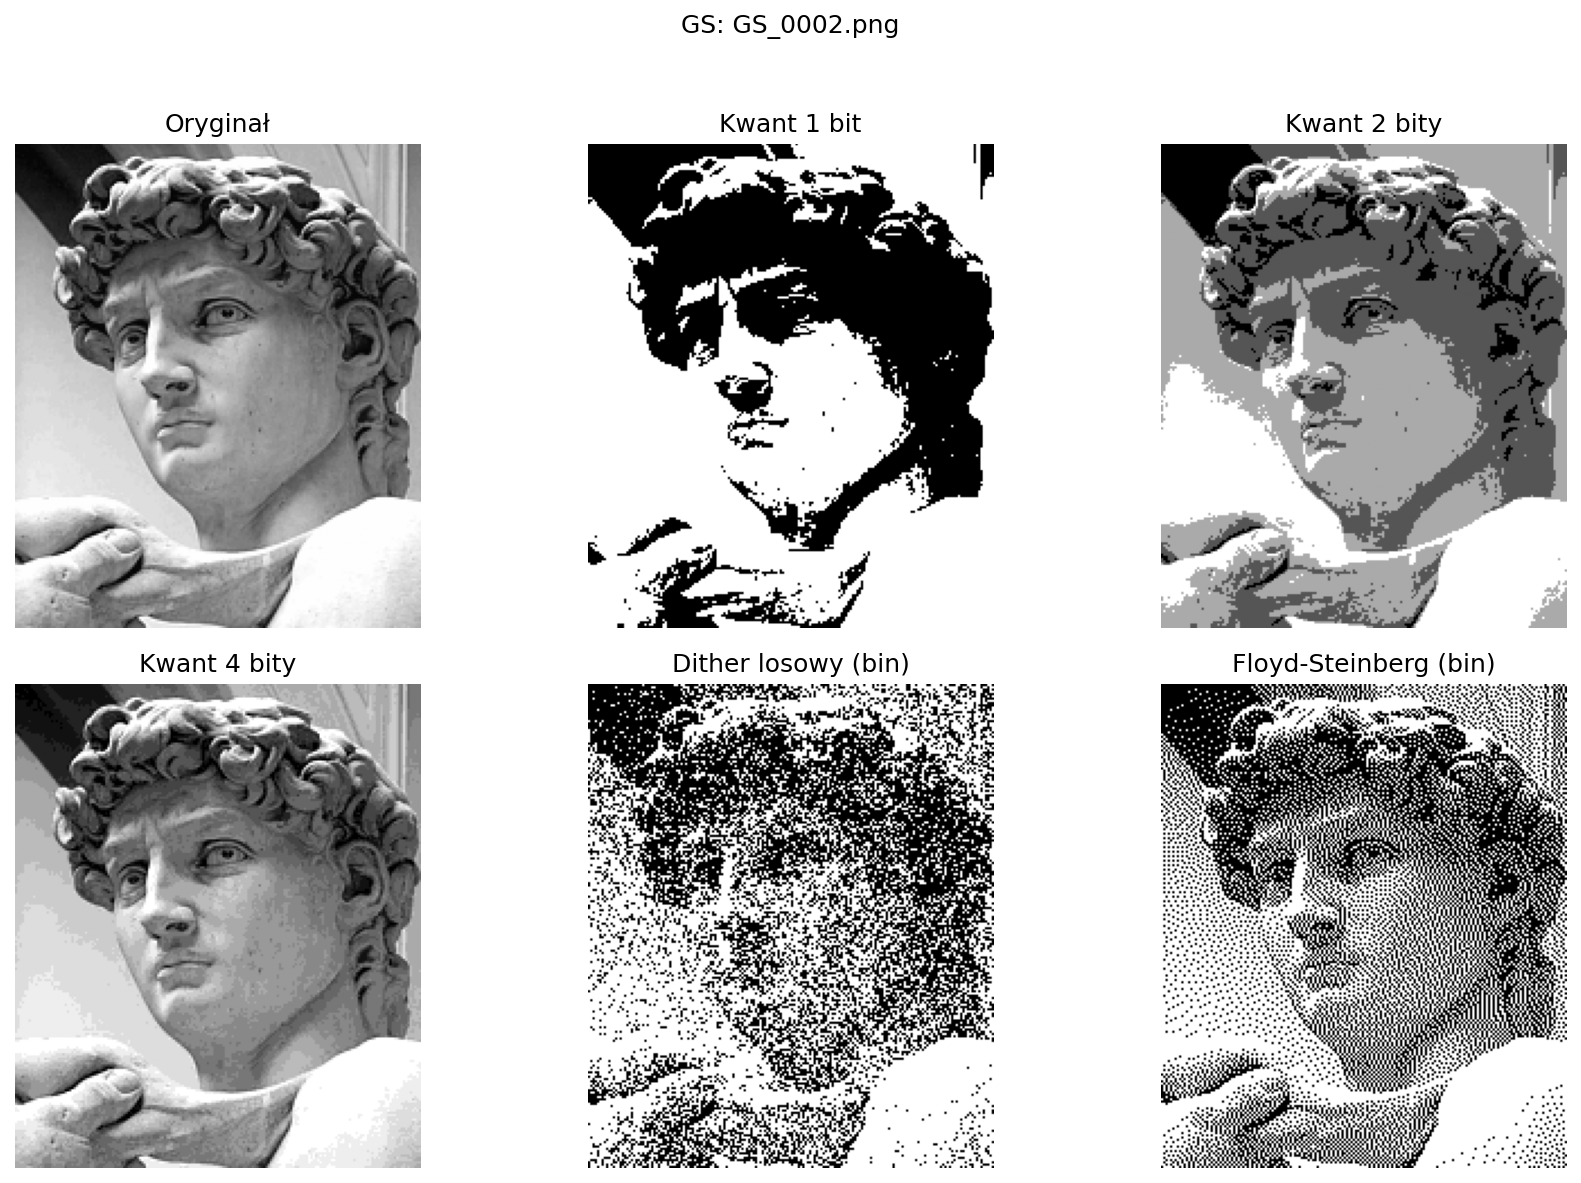 GS: GS_0002.png
Oryginał
Kwant 1 bit
Kwant 2 bity
Kwant 4 bity
Dither losowy (bin)
Floyd-Steinberg (bin)